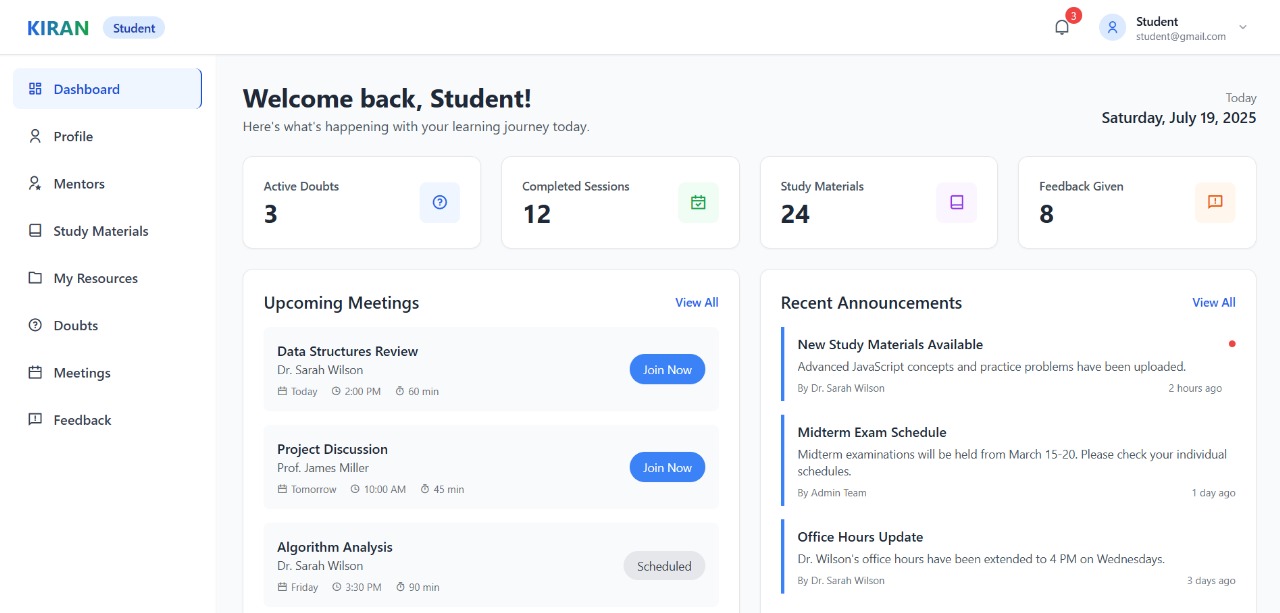 KIRAN
Student
3
Student
student@gmail.com
Dashboard
Profile
Mentors
Study Materials
My Resources
Doubts
Meetings
Feedback
Welcome back, Student!
Here's what's happening with your learning journey today.
Today
Saturday, July 19, 2025
Active Doubts
3
Completed Sessions
12
Study Materials
24
Feedback Given
8
Upcoming Meetings
View All
Data Structures Review
Dr. Sarah Wilson
Today 2:00 PM 60 min
Join Now
Project Discussion
Prof. James Miller
Tomorrow 10:00 AM 45 min
Join Now
Algorithm Analysis
Dr. Sarah Wilson
Friday 3:30 PM 90 min
Scheduled
Recent Announcements
View All
New Study Materials Available
Advanced JavaScript concepts and practice problems have been uploaded.
By Dr. Sarah Wilson 2 hours ago
Midterm Exam Schedule
Midterm examinations will be held from March 15-20. Please check your individual
schedules.
By Admin Team 1 day ago
Office Hours Update
Dr. Wilson's office hours have been extended to 4 PM on Wednesdays.
By Dr. Sarah Wilson 3 days ago